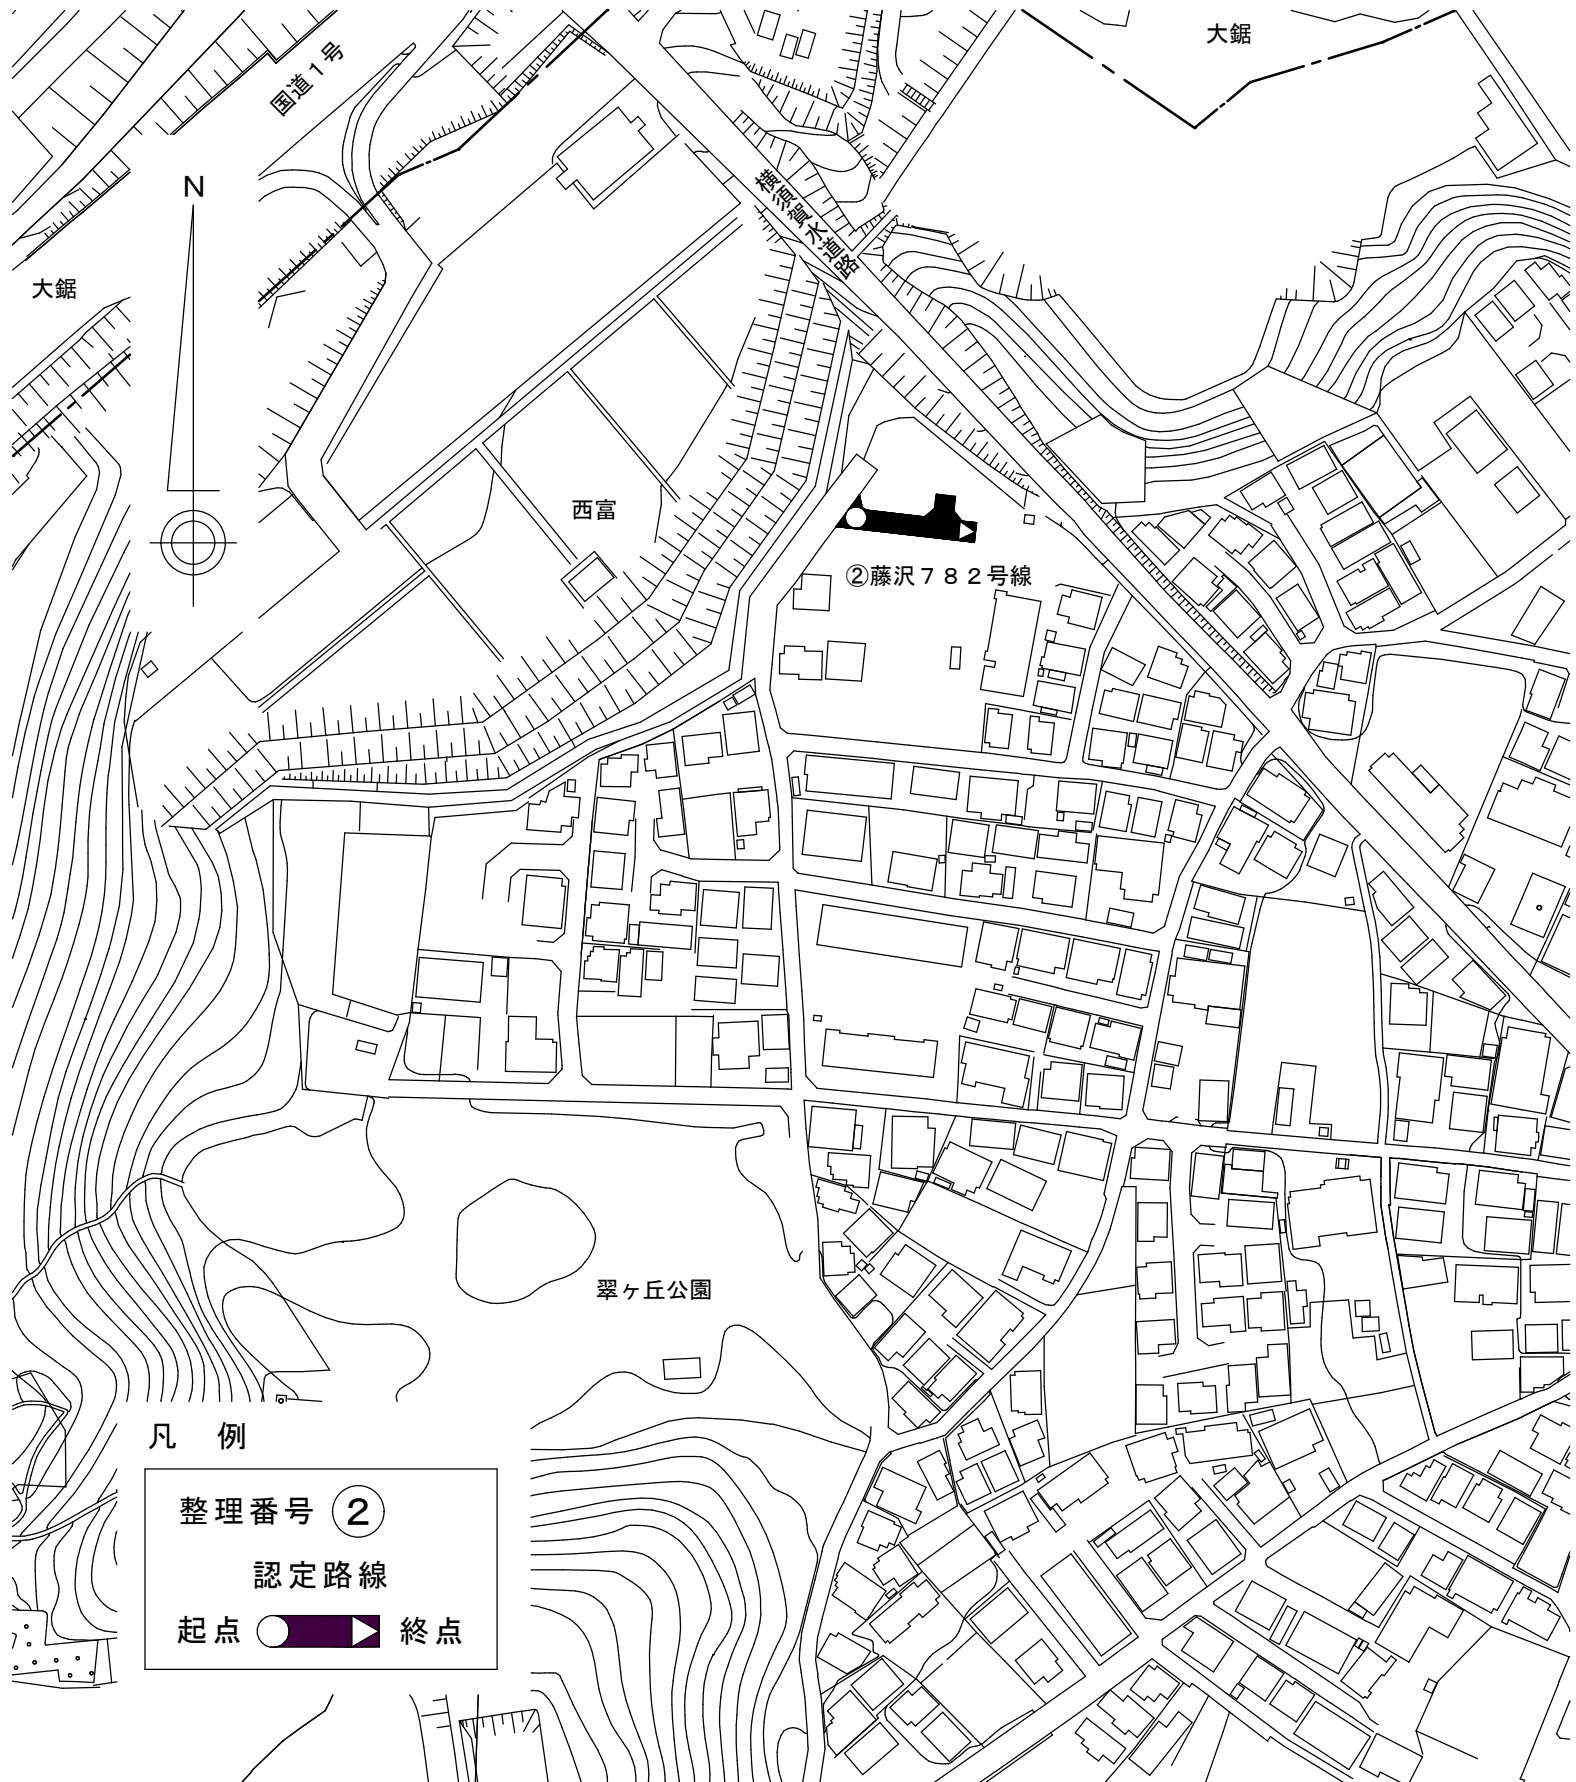 大鋸
国道1号
N
横須賀水道路
大鋸
西富
②藤沢７８２号線
翠ヶ丘公園
凡 例
整理番号 ②
認定路線
起点 終点